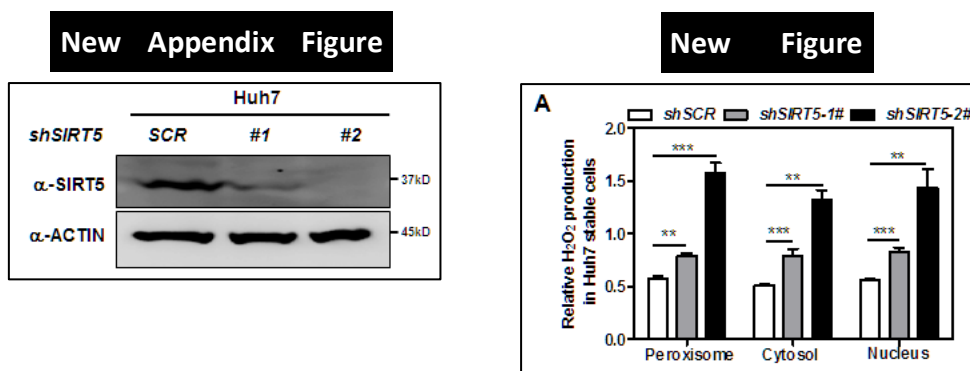 New Appendix Figure
Huh7
shSIRT5 SCR #1 #2
α-SIRT5 37kD
α-ACTIN 45kD
New Figure
A
shSCR shSIRT5-1# shSIRT5-2#
Relative H₂O₂ production
in Huh7 stable cells
2.0
1.5
1.0
0.5
0.0
*** ** **
** *** ***
Peroxisome Cytosol Nucleus